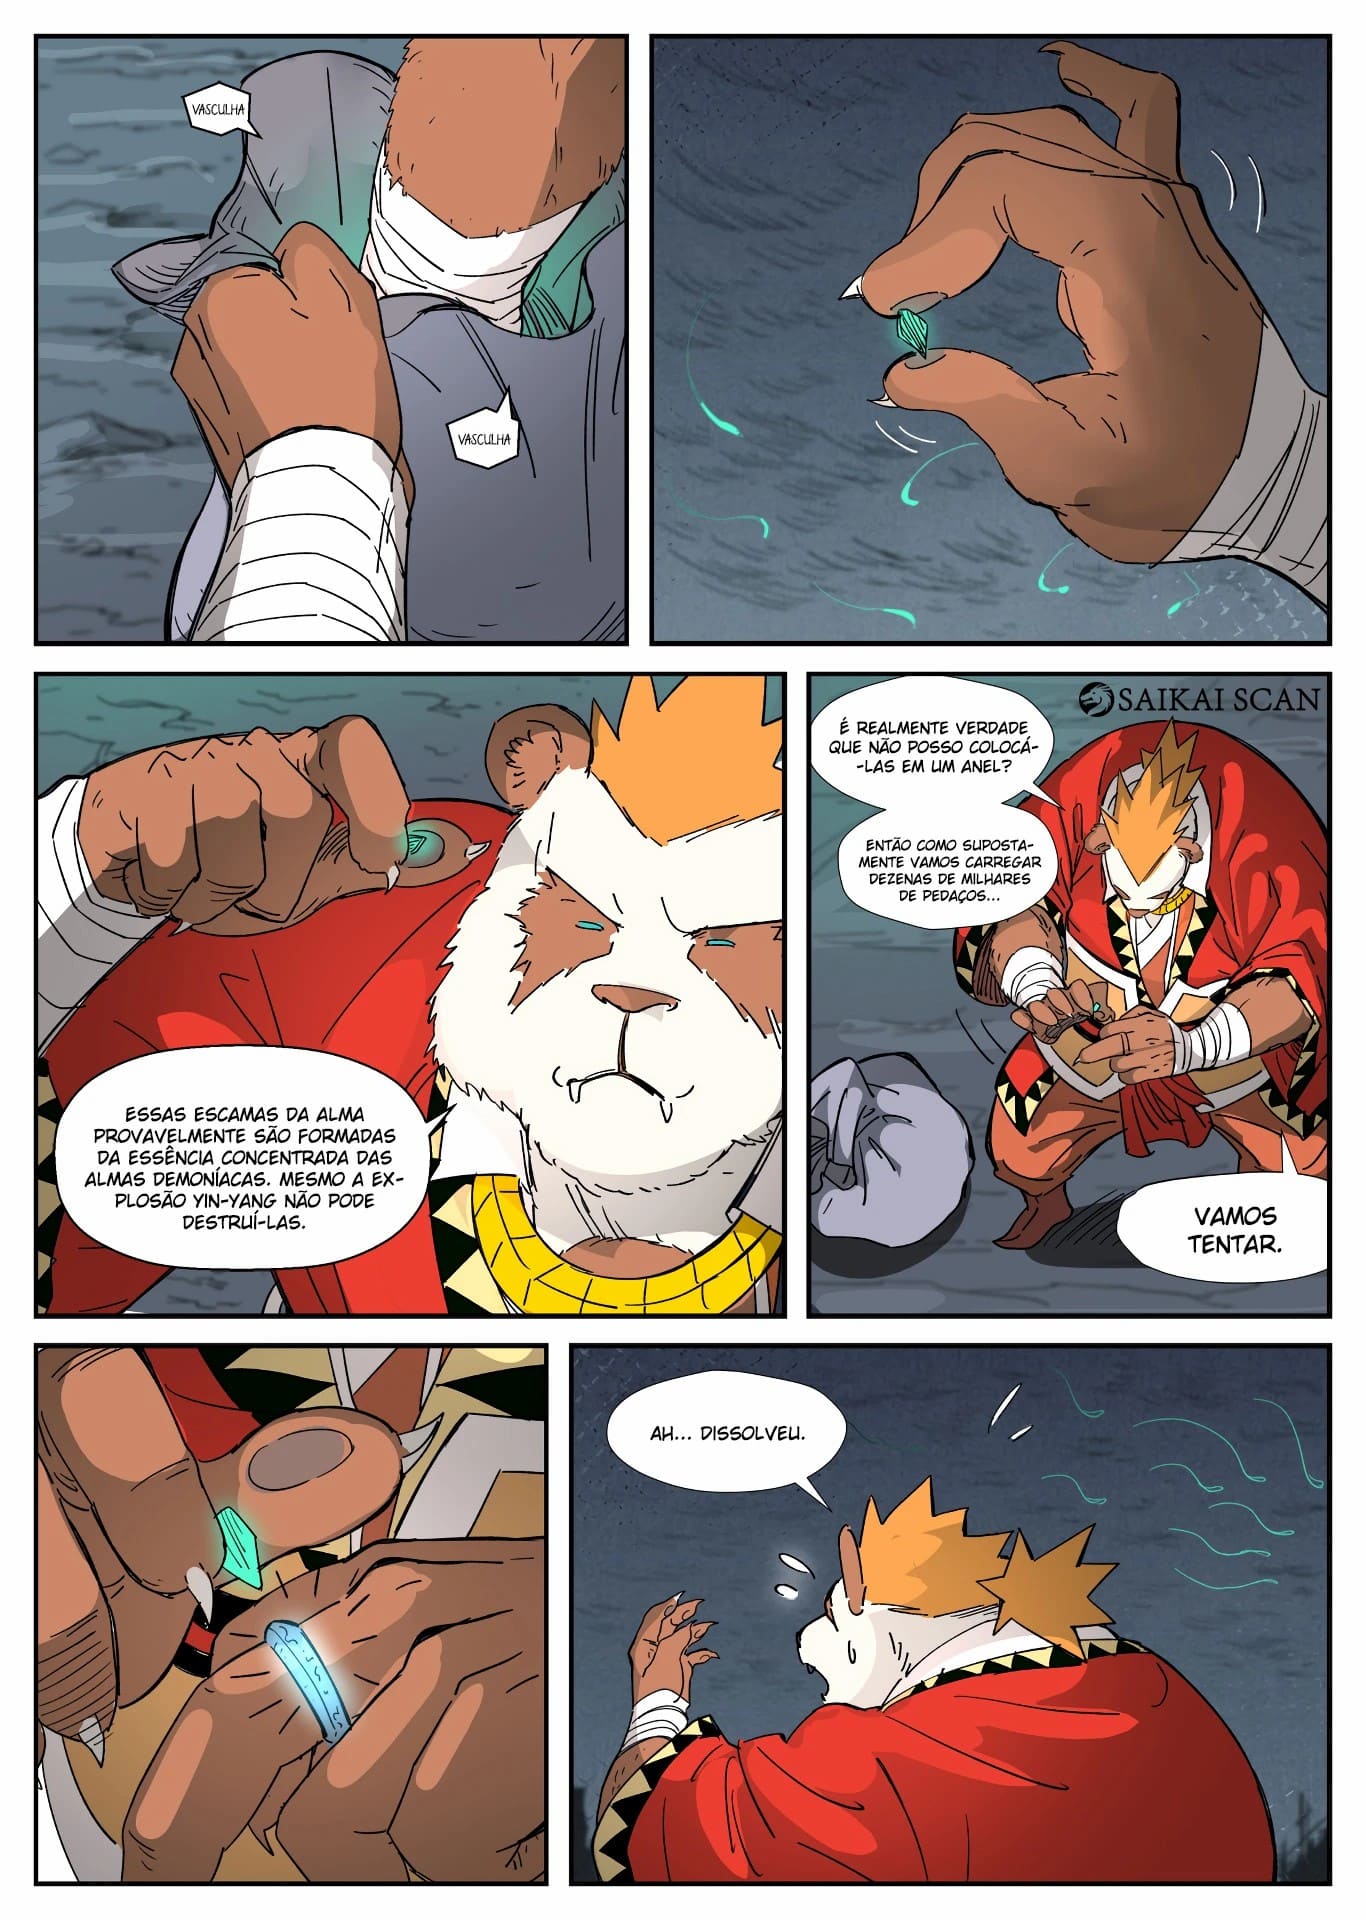 VASCULHA
VASCULHA
ESSAS ESCAMAS DA ALMA
PROVAVELMENTE SÃO FORMADAS
DA ESSÊNCIA CONCENTRADA DAS
ALMAS DEMONÍACAS. MESMO A EX-
PLOSÃO YIN-YANG NÃO PODE
DESTRUÍ-LAS.
SAIKAI SCAN
É REALMENTE VERDADE
QUE NÃO POSSO COLOCÁ-
-LAS EM UM ANEL?
ENTÃO COMO SUPOSTA-
MENTE VAMOS CARREGAR
DEZENAS DE MILHARES
DE PEDAÇOS...
VAMOS
TENTAR.
AH... DISSOLVEU.